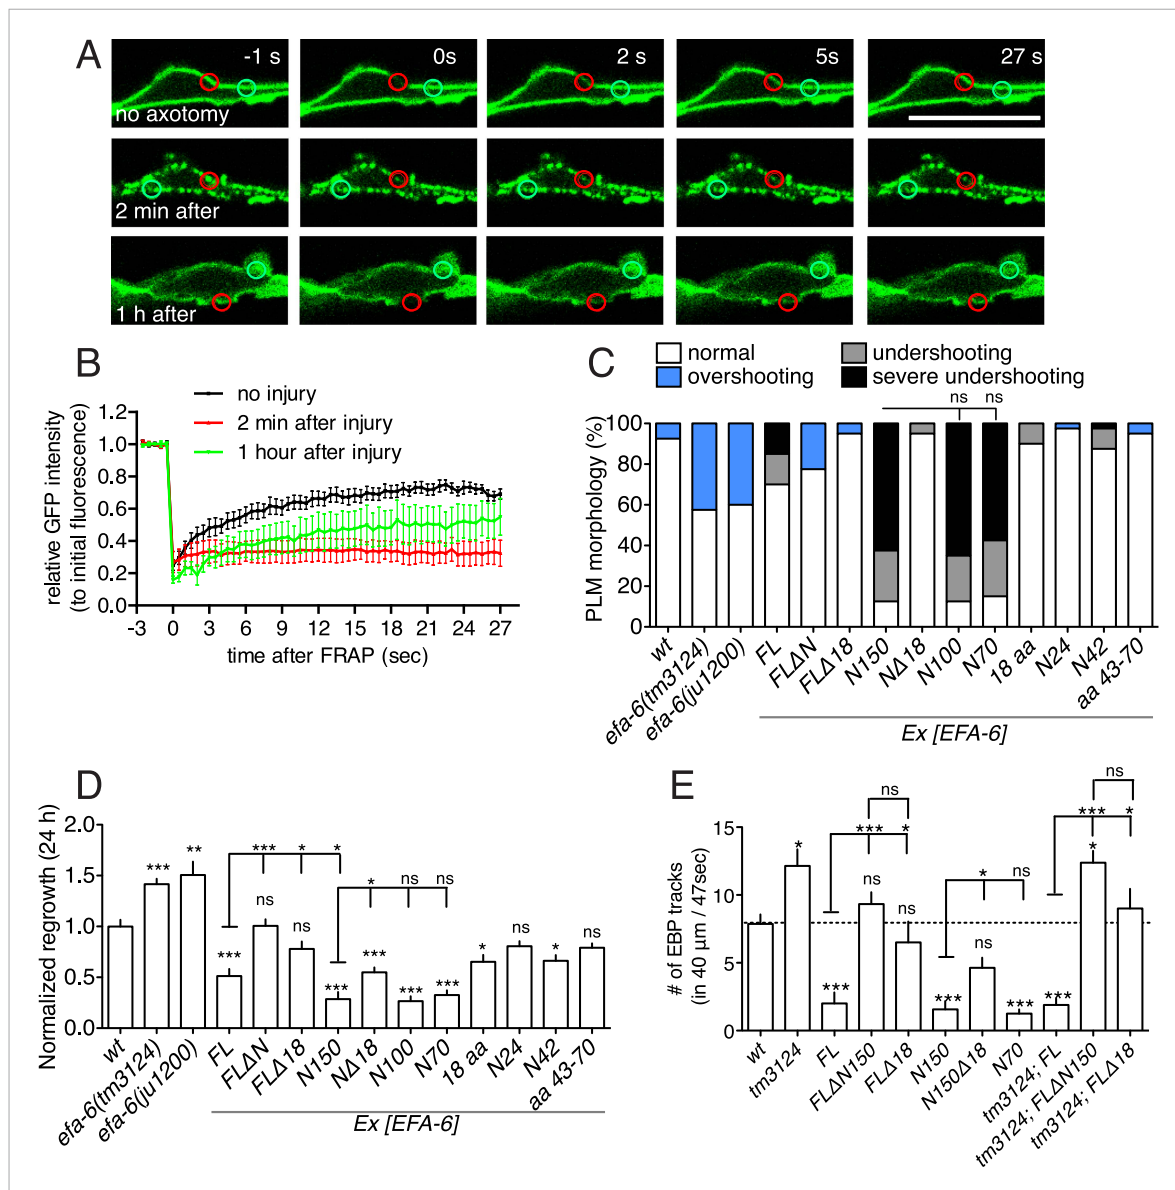 A
-1 s
0s
2 s
5s
27 s
no axotomy
2 min after
1 h after
B
no injury
2 min after injury
1 hour after injury
relative GFP intensity
(to initial fluorescence)
1.2
1.0
0.8
0.6
0.4
0.2
0.0
-3 0 3 6 9 12 15 18 21 24 27
time after FRAP (sec)
C
normal
undershooting
overshooting
severe undershooting
ns ns
PLM morphology (%)
100
80
60
40
20
0
wt
efa-6(tm3124)
efa-6(ju1200)
FL
FLΔN
FLΔ18
N150
NΔ18
N100
N70
18 aa
N24
N42
aa 43-70
Ex [EFA-6]
D
Normalized regrowth (24 h)
2.0
1.5
1.0
0.5
0.0
*** * *
* ns ns
***
**
***
ns
ns
***
***
***
***
*
ns
*
ns
wt
efa-6(tm3124)
efa-6(ju1200)
FL
FLΔN
FLΔ18
N150
NΔ18
N100
N70
18 aa
N24
N42
aa 43-70
Ex [EFA-6]
E
# of EBP tracks
(in 40 µm / 47sec)
15
10
5
0
ns
*** *
* ns
ns
*** *
*
***
ns
ns
***
ns
***
***
*
wt
tm3124
FL
FLΔN150
FLΔ18
N150
N150Δ18
N70
tm3124; FL
tm3124; FLΔN150
tm3124; FLΔ18